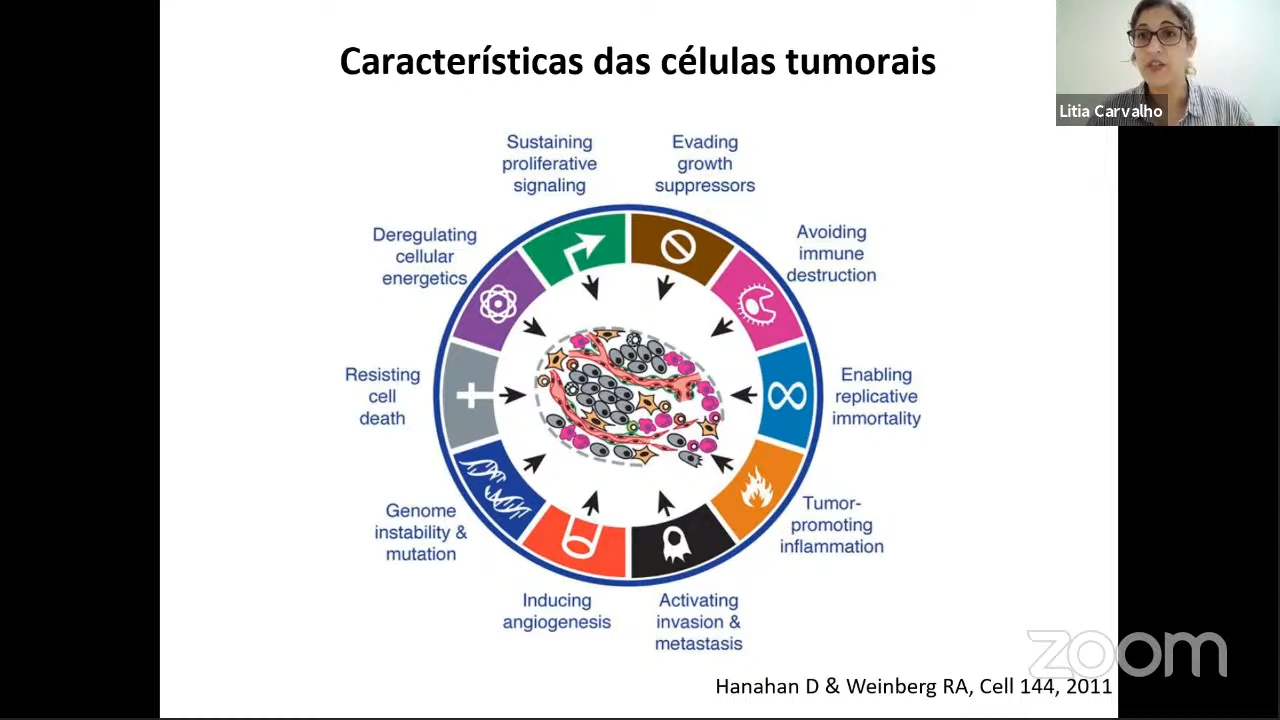 Características das células tumorais
Litia Carvalho
Sustaining
proliferative
signaling
Evading
growth
suppressors
Deregulating
cellular
energetics
Avoiding
immune
destruction
Resisting
cell
death
Enabling
replicative
immortality
Genome
instability &
mutation
Tumor-
promoting
inflammation
Inducing
angiogenesis
Activating
invasion &
metastasis
zoom
Hanahan D & Weinberg RA, Cell 144, 2011